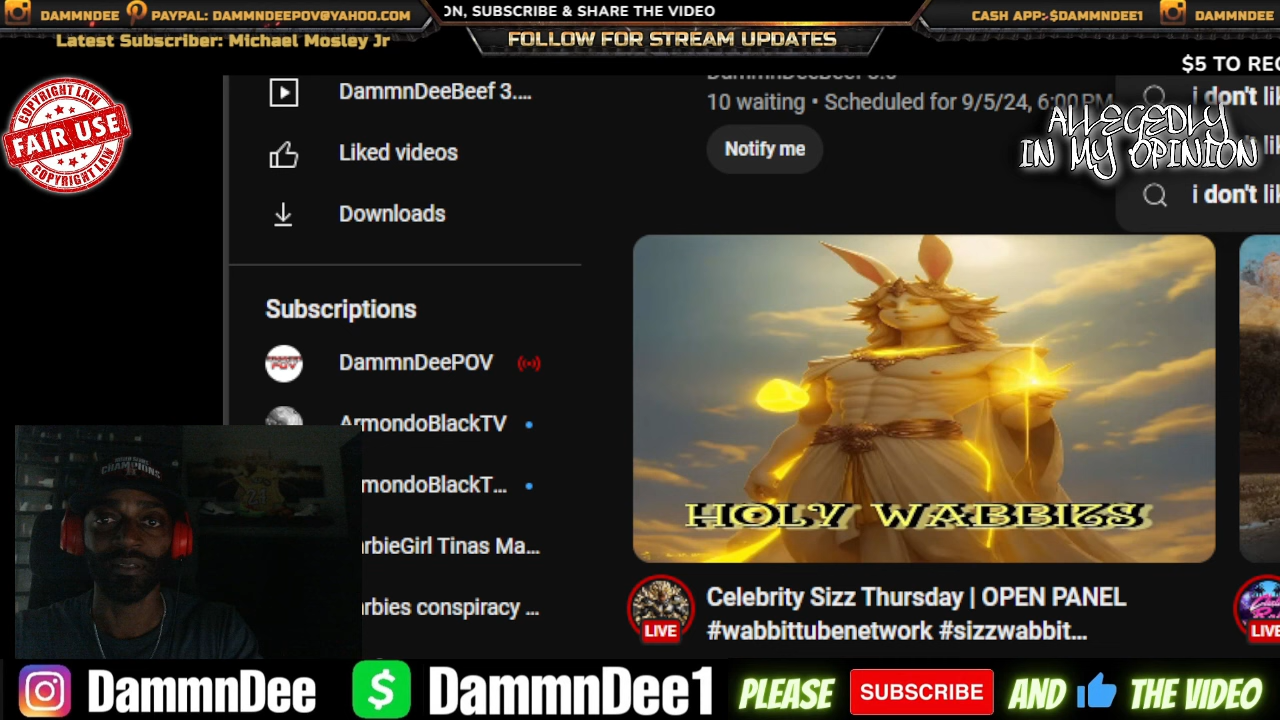 DAMMNDEE
PAYPAL: DAMMNDEEPOV@YAHOO.COM
ON, SUBSCRIBE & SHARE THE VIDEO
CASH APP:-$DAMMNDEE1
DAMMNDEE
Latest Subscriber: Michael Mosley Jr
FOLLOW FOR STREAM UPDATES
$5 TO REC
COPYRIGHT LAW
FAIR USE
COPYRIGHT LAW
DammnDeeBeef 3....
10 waiting • Scheduled for 9/5/24, 6:00 PM
i don't lik
ALLEGEDLY
IN MY OPINION
Liked videos
Notify me
i don't lik
Downloads
Subscriptions
DammnDeePOV
POV
ArmondoBlackTV
mondoBlackT...
CHAMPIONS
HOLY WABBITS
rbieGirl Tinas Ma...
rbies conspiracy ...
Celebrity Sizz Thursday | OPEN PANEL
#wabbittubenetwork #sizzwabbit...
LIVE
LIVE
DammnDee
$
DammnDee1
PLEASE
SUBSCRIBE
AND
THE VIDEO